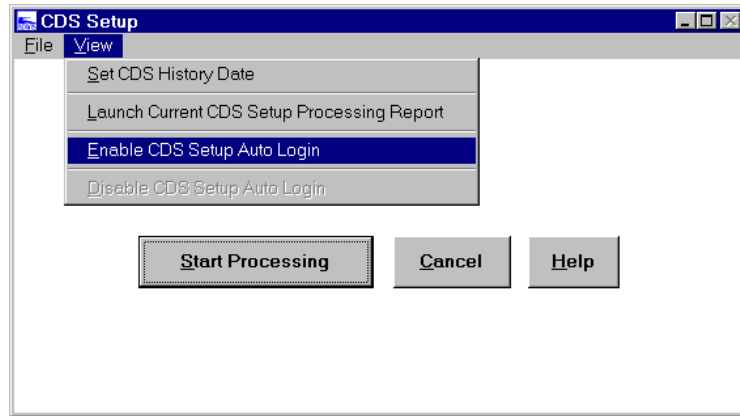 CDS Setup
File View
Set CDS History Date
Launch Current CDS Setup Processing Report
Enable CDS Setup Auto Login
Disable CDS Setup Auto Login
Start Processing Cancel Help